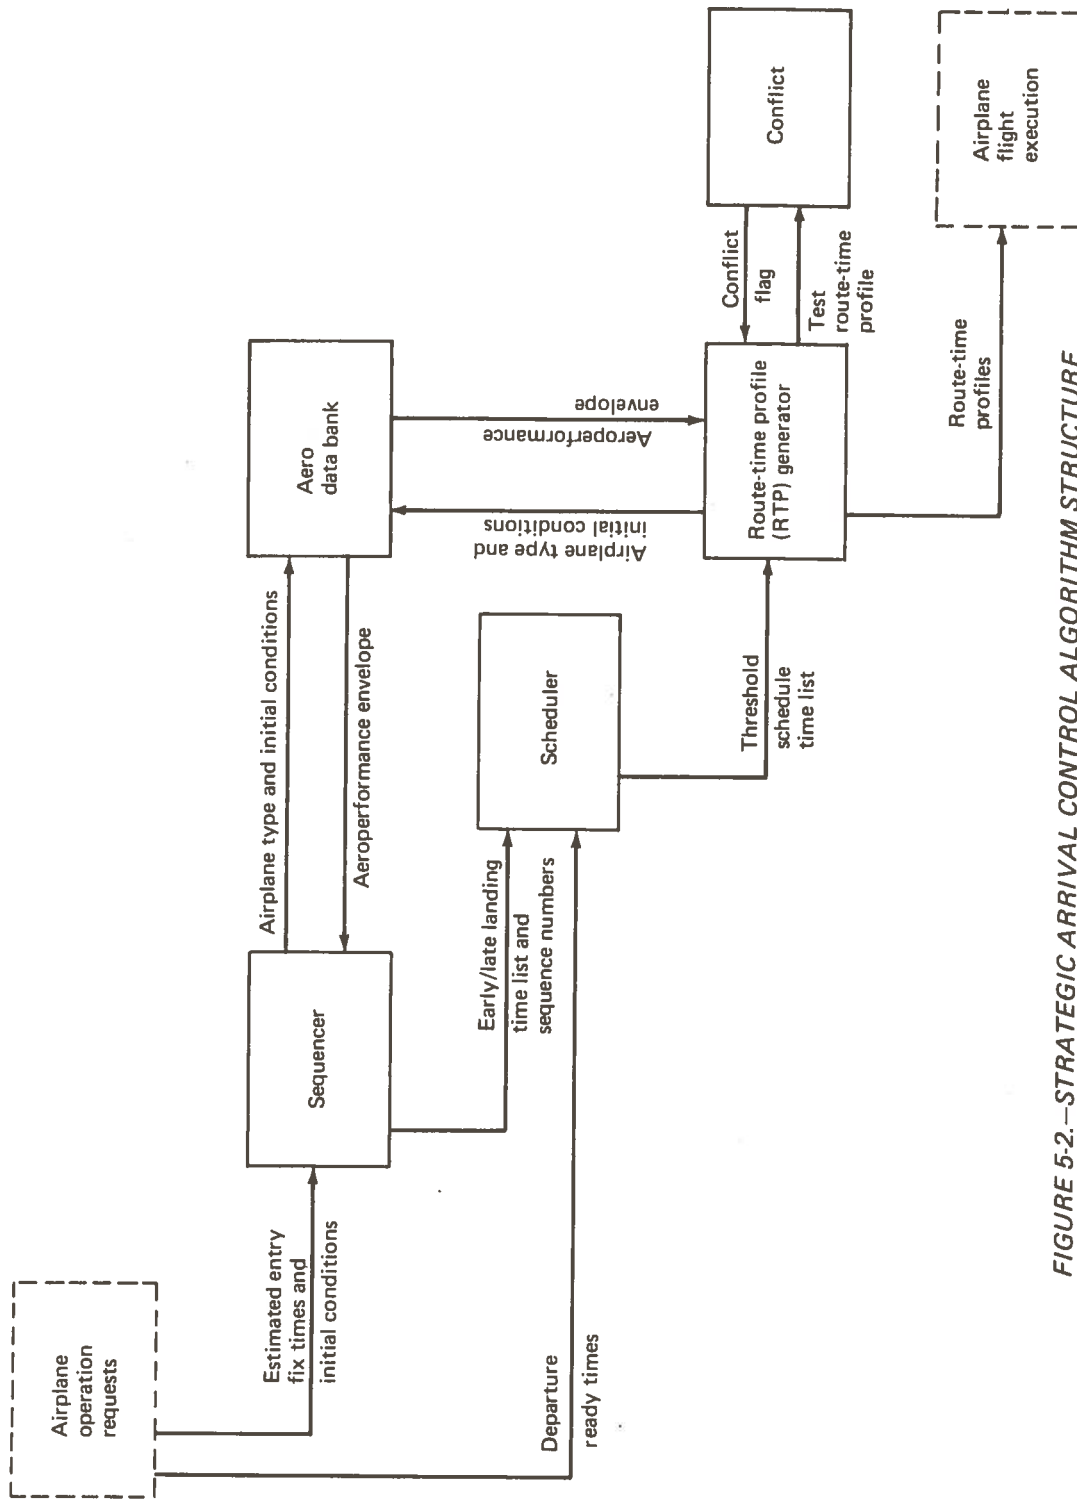 Airplane
operation
requests
Estimated entry
fix times and
initial conditions
Departure
ready times
Sequencer
Airplane type and initial conditions
Aeroperformance envelope
Early/late landing
time list and
sequence numbers
Aero
data bank
Scheduler
Airplane type and
initial conditions
Aeroperformance
envelope
Threshold
schedule
time list
Route-time profile
(RTP) generator
Conflict
flag
Test
route-time
profile
Conflict
Route-time
profiles
Airplane
flight
execution
FIGURE 5-2.—STRATEGIC ARRIVAL CONTROL ALGORITHM STRUCTURE